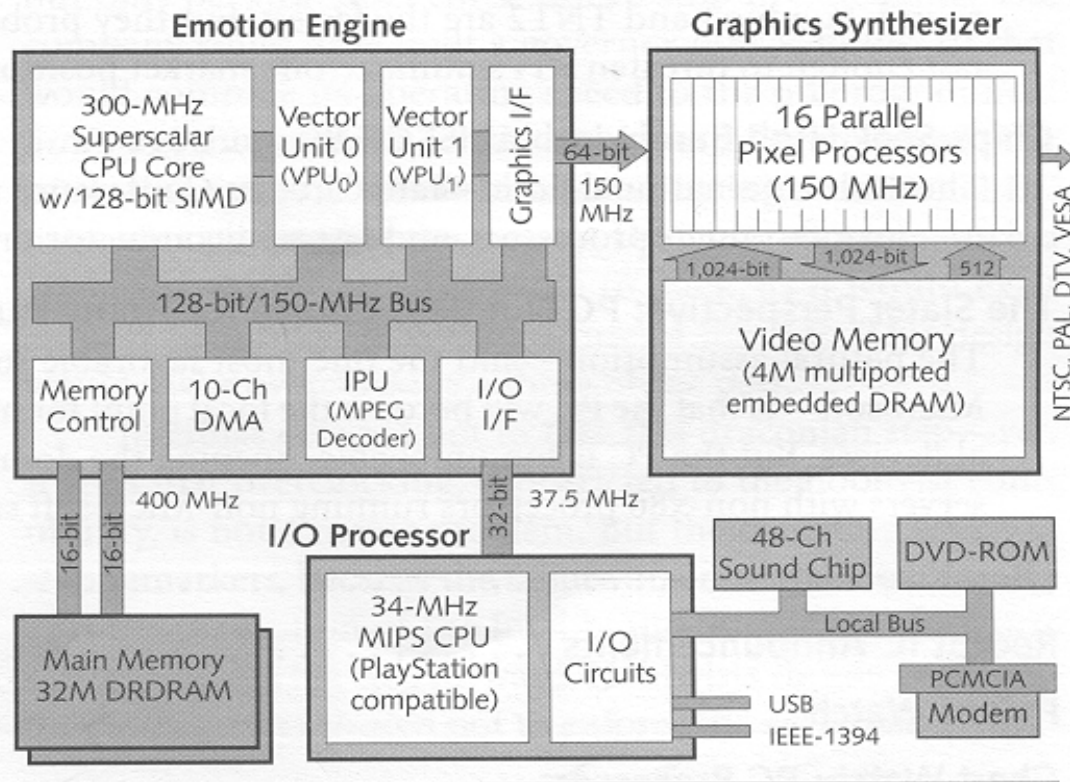 Emotion Engine
Graphics Synthesizer
300-MHz
Superscalar
CPU Core
w/128-bit SIMD
Vector
Unit 0
(VPU0)
Vector
Unit 1
(VPU1)
Graphics I/F
64-bit
150
MHz
16 Parallel
Pixel Processors
(150 MHz)
1,024-bit
1,024-bit
512
NTSC, PAL, DTV, VESA
128-bit/150-MHz Bus
Video Memory
(4M multiported
embedded DRAM)
Memory
Control
10-Ch
DMA
IPU
(MPEG
Decoder)
I/O
I/F
16-bit
16-bit
400 MHz
32-bit
37.5 MHz
I/O Processor
48-Ch
Sound Chip
DVD-ROM
Main Memory
32M DRDRAM
34-MHz
MIPS CPU
(PlayStation
compatible)
I/O
Circuits
Local Bus
PCMCIA
Modem
USB
IEEE-1394